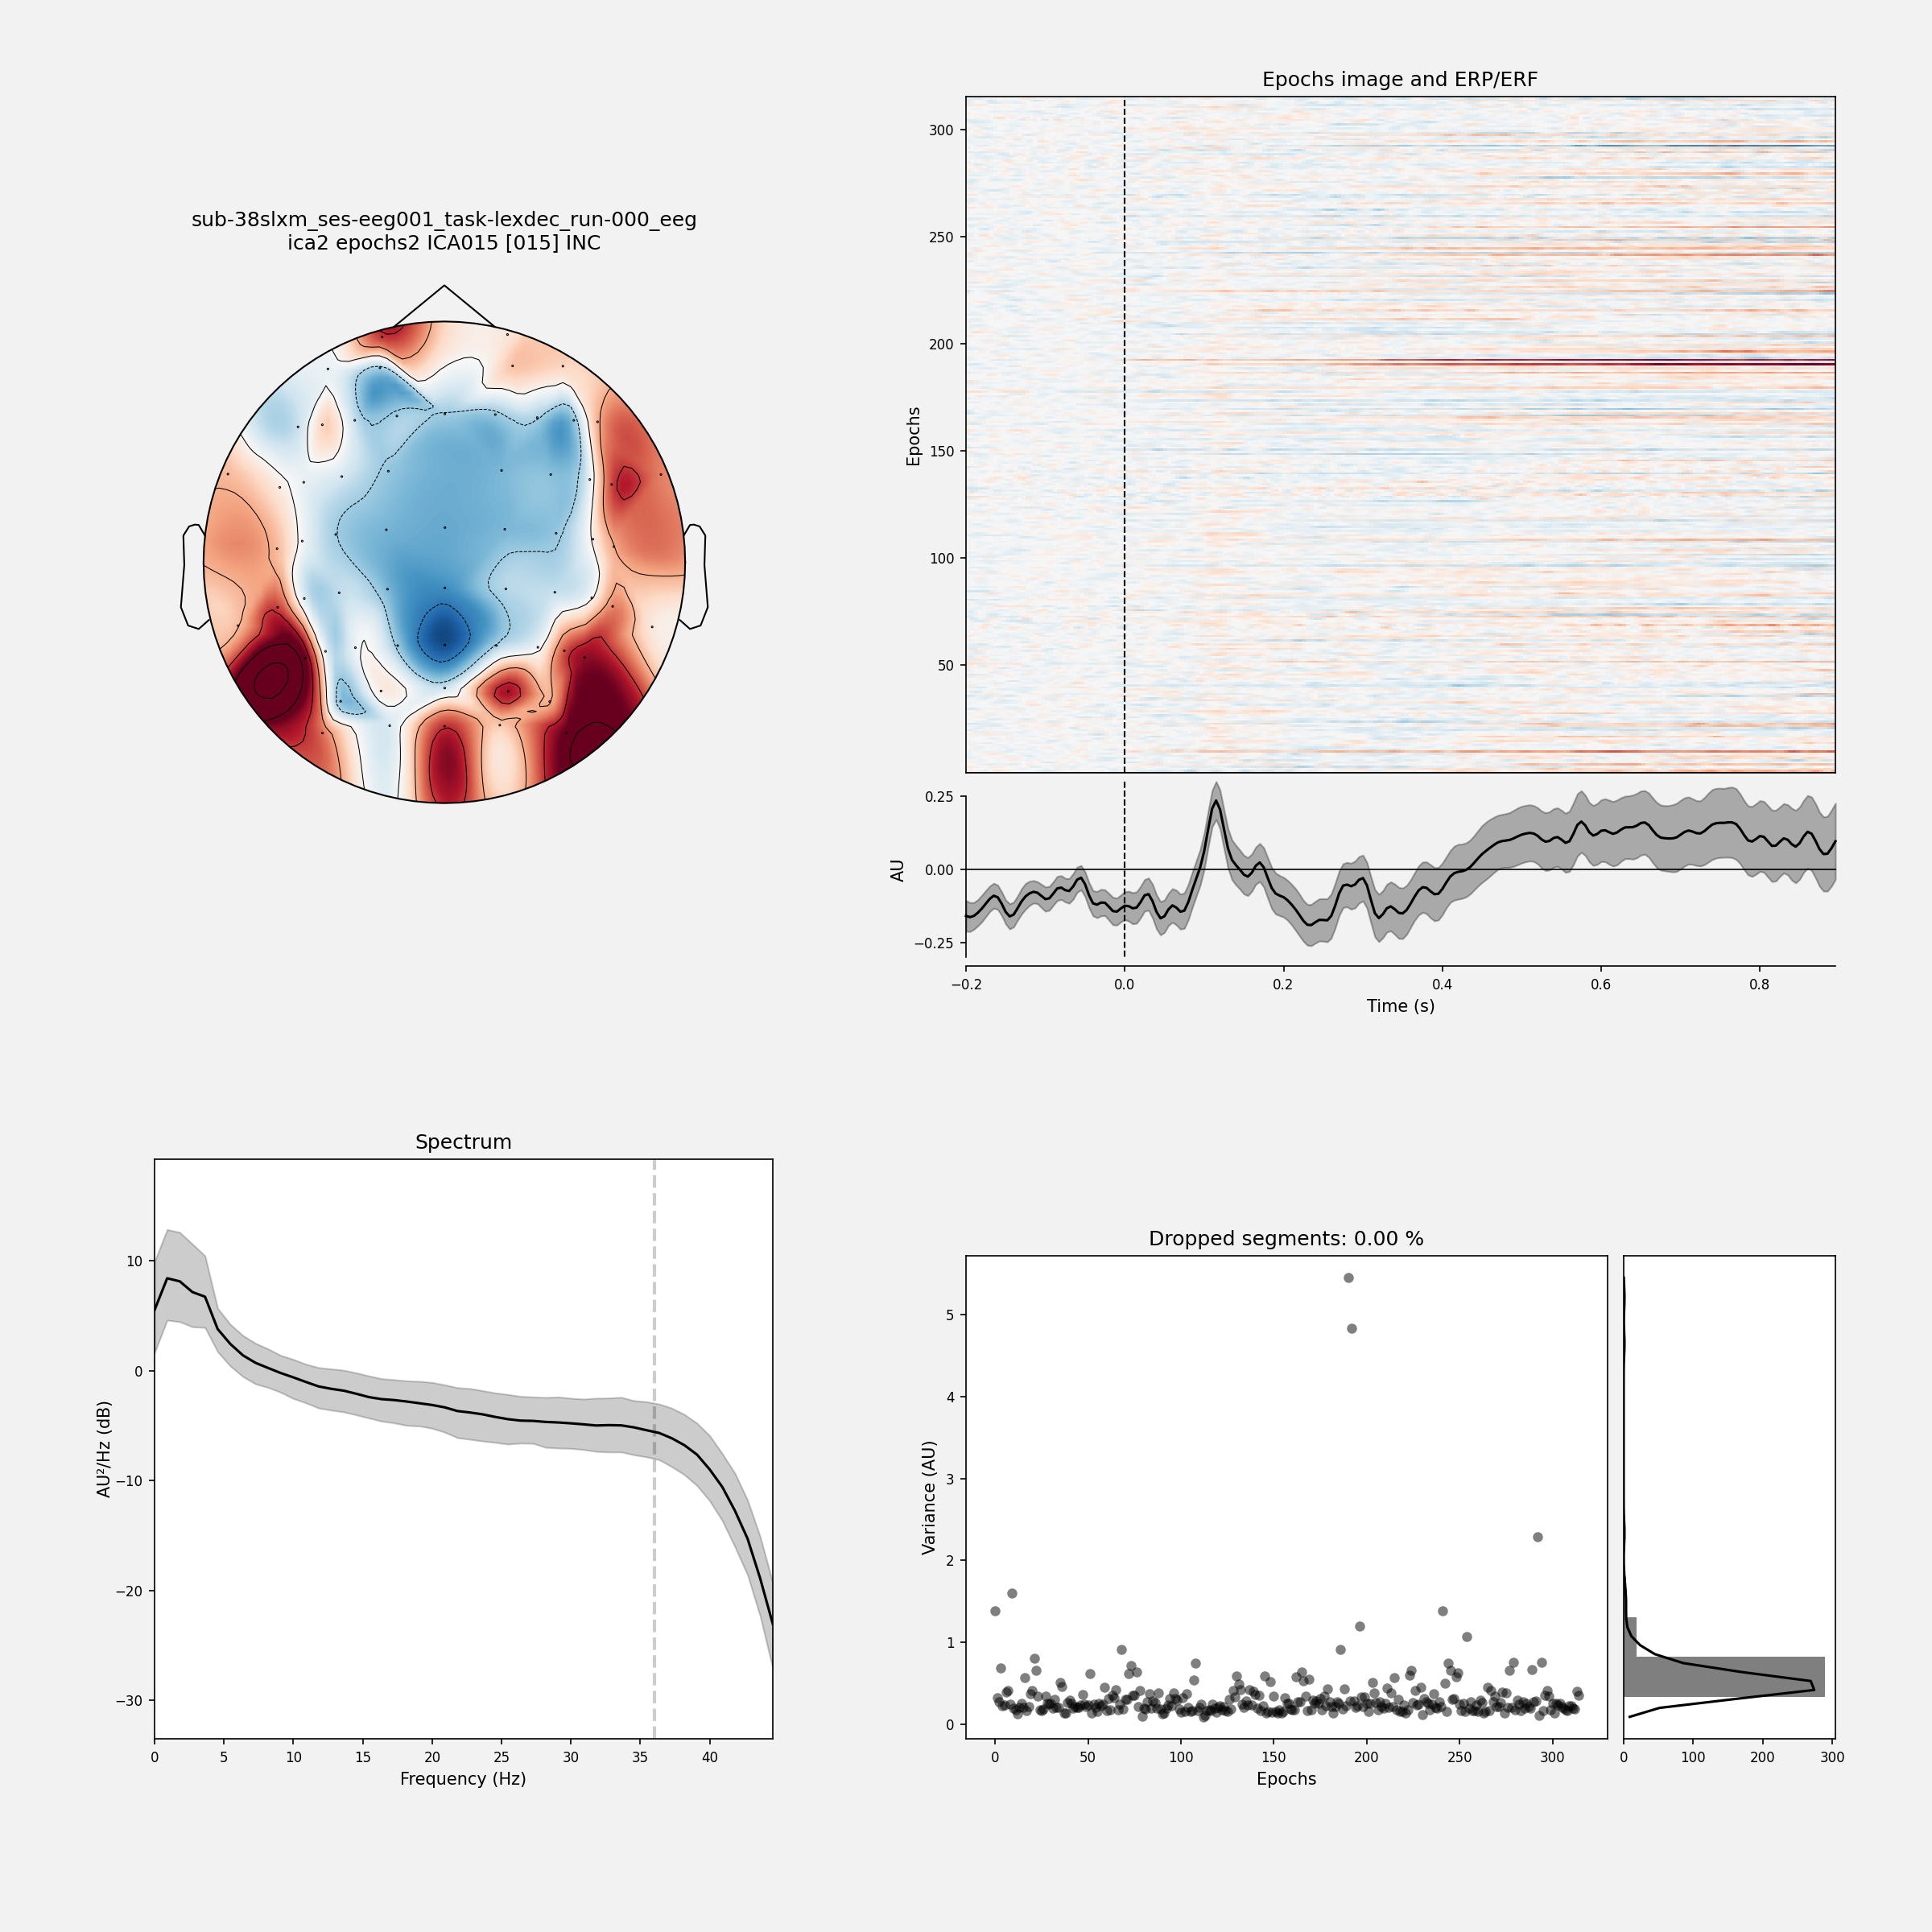 sub-38slxm_ses-eeg001_task-lexdec_run-000_eeg
ica2 epochs2 ICA015 [015] INC
Epochs image and ERP/ERF
300
250
200
150
100
50
Epochs
0.25
0.00
−0.25
AU
−0.2 0.0 0.2 0.4 0.6 0.8
Time (s)
Spectrum
10
0
−10
−20
−30
AU²/Hz (dB)
0 5 10 15 20 25 30 35 40
Frequency (Hz)
Dropped segments: 0.00 %
5
4
3
2
1
0
Variance (AU)
0 50 100 150 200 250 300
Epochs
0 100 200 300